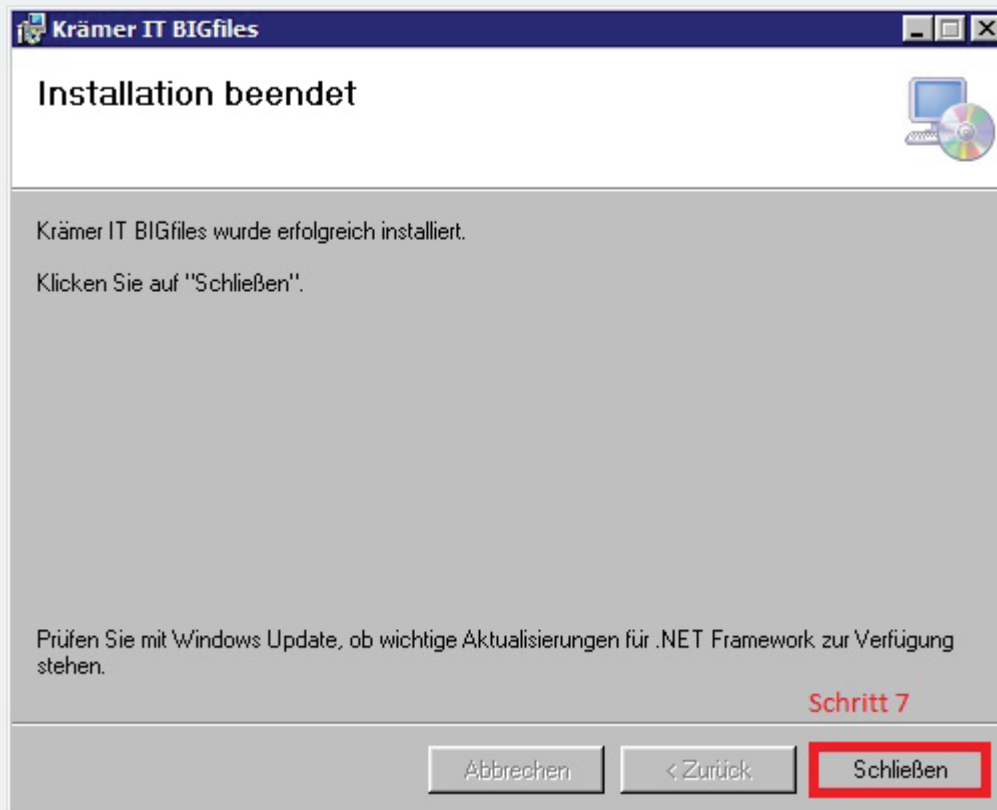 Krämer IT BIGfiles
Installation beendet
Krämer IT BIGfiles wurde erfolgreich installiert.
Klicken Sie auf "Schließen".
Prüfen Sie mit Windows Update, ob wichtige Aktualisierungen für .NET Framework zur Verfügung
stehen.
Schritt 7
Abbrechen
< Zurück
Schließen